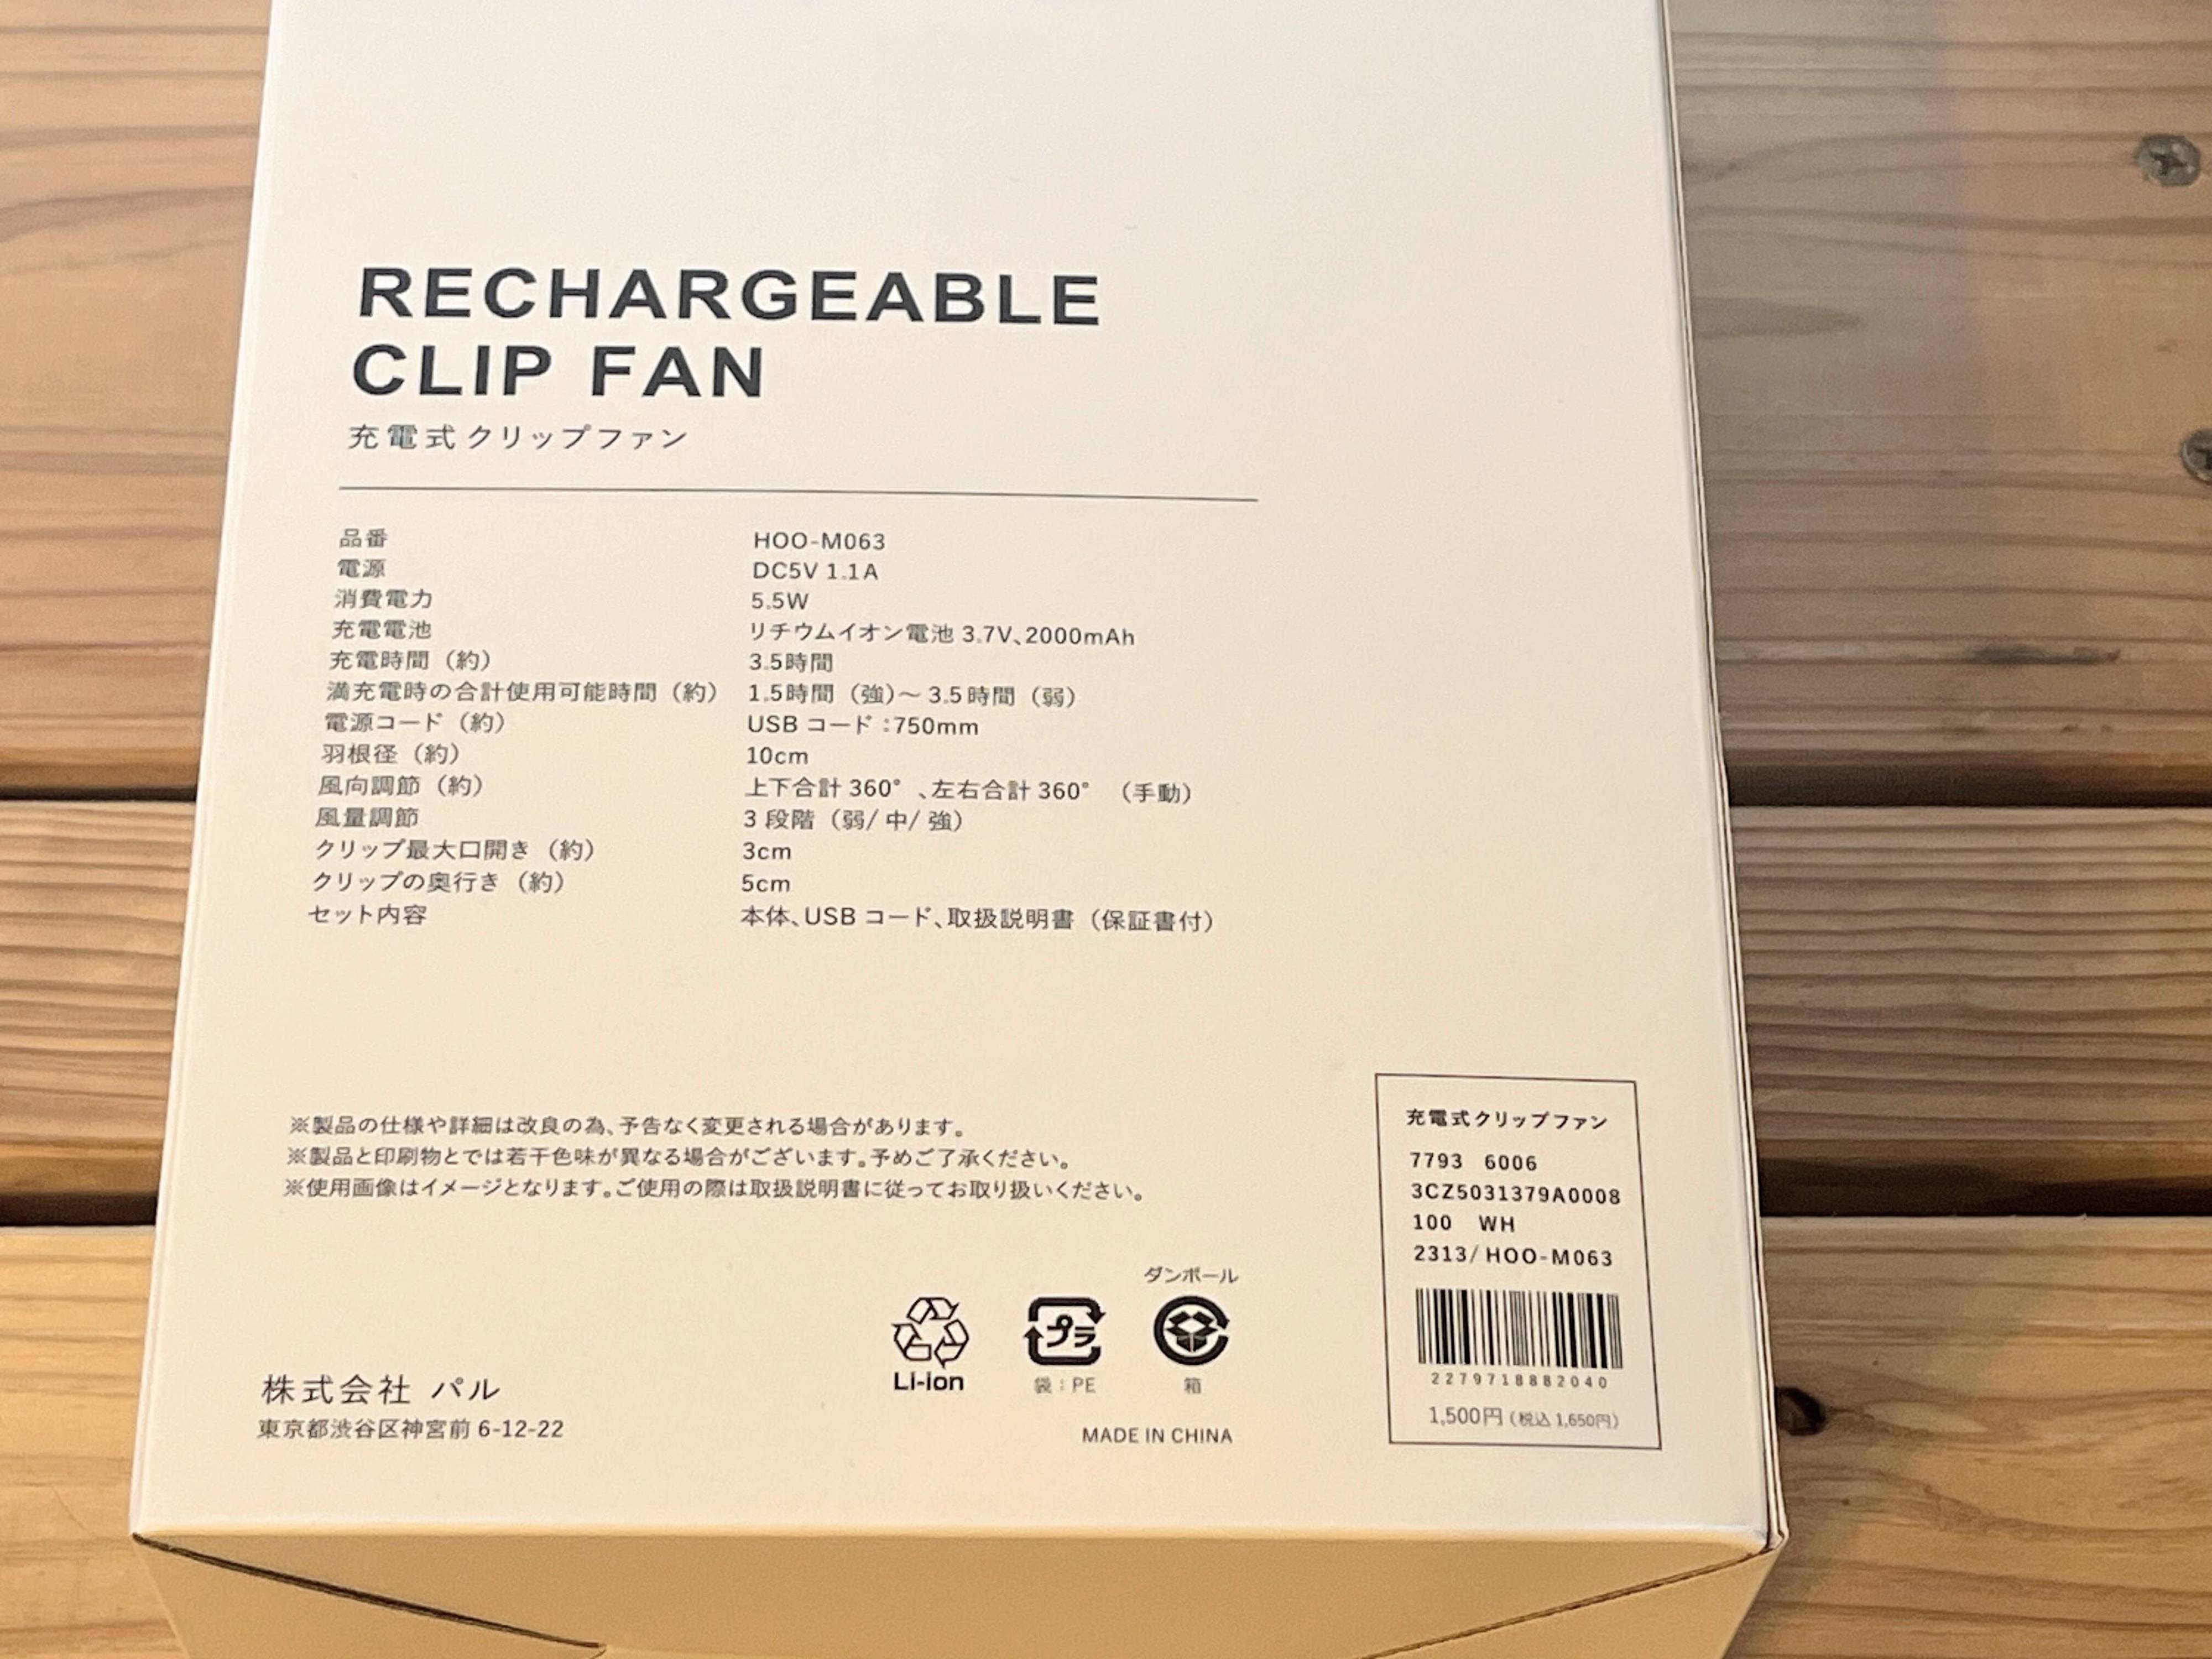 RECHARGEABLE
CLIP FAN
充電式クリップファン
品番 HOO-M063
電源 DC5V 1.1A
消費電力 5.5W
充電電池 リチウムイオン電池 3.7V、2000mAh
充電時間（約） 3.5時間
満充電時の合計使用可能時間（約） 1.5時間（強）～ 3.5時間（弱）
電源コード（約） USB コード：750mm
羽根径（約） 10cm
風向調節（約） 上下合計 360°、左右合計 360°（手動）
風量調節 3 段階（弱/ 中/ 強）
クリップ最大口開き（約） 3cm
クリップの奥行き（約） 5cm
セット内容 本体、USB コード、取扱説明書（保証書付）
※製品の仕様や詳細は改良の為、予告なく変更される場合があります。
※製品と印刷物とでは若干色味が異なる場合がございます。予めご了承ください。
※使用画像はイメージとなります。ご使用の際は取扱説明書に従ってお取り扱いください。
株式会社 パル
東京都渋谷区神宮前 6-12-22
Li-ion
プラ
袋：PE
ダンボール
箱
MADE IN CHINA
充電式クリップファン
7793 6006
3CZ5031379A0008
100 WH
2313/ HOO-M063
2279718882040
1,500円（税込 1,650円）